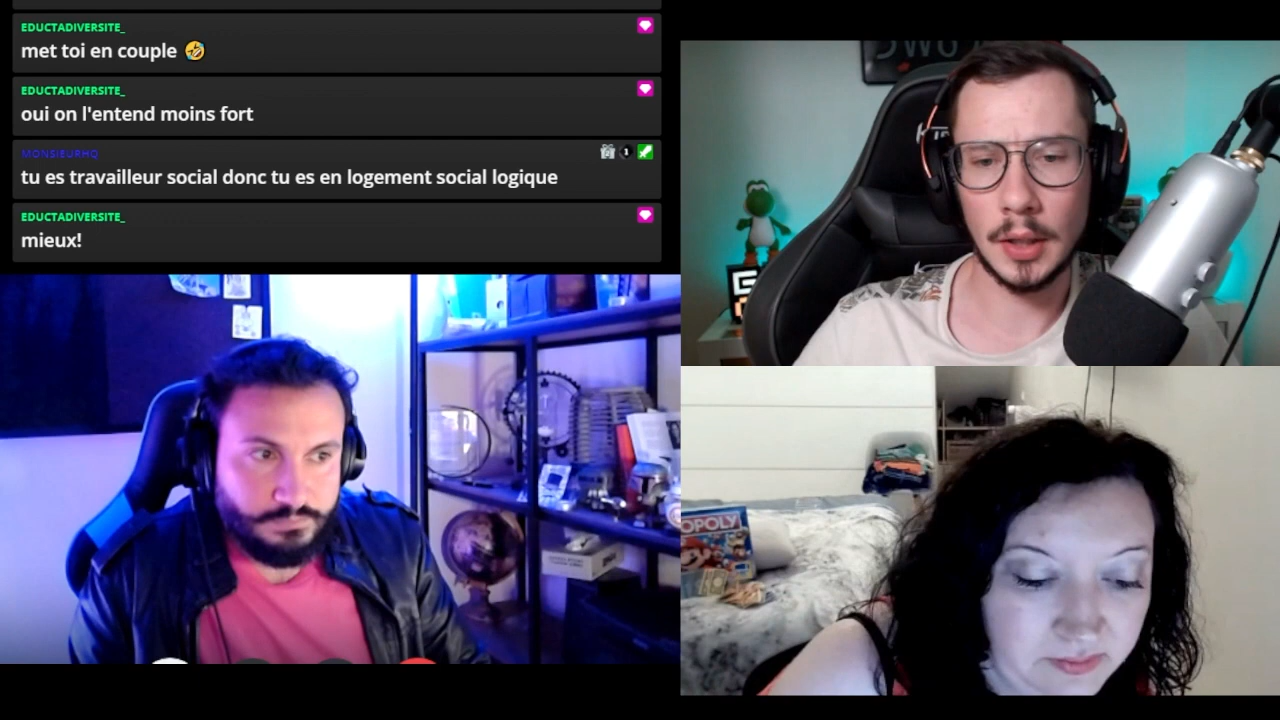 EDUCTADIVERSITE_
met toi en couple 🤣
EDUCTADIVERSITE_
oui on l'entend moins fort
MONSIEURHQ
1
tu es travailleur social donc tu es en logement social logique
EDUCTADIVERSITE_
mieux!
OPOLY